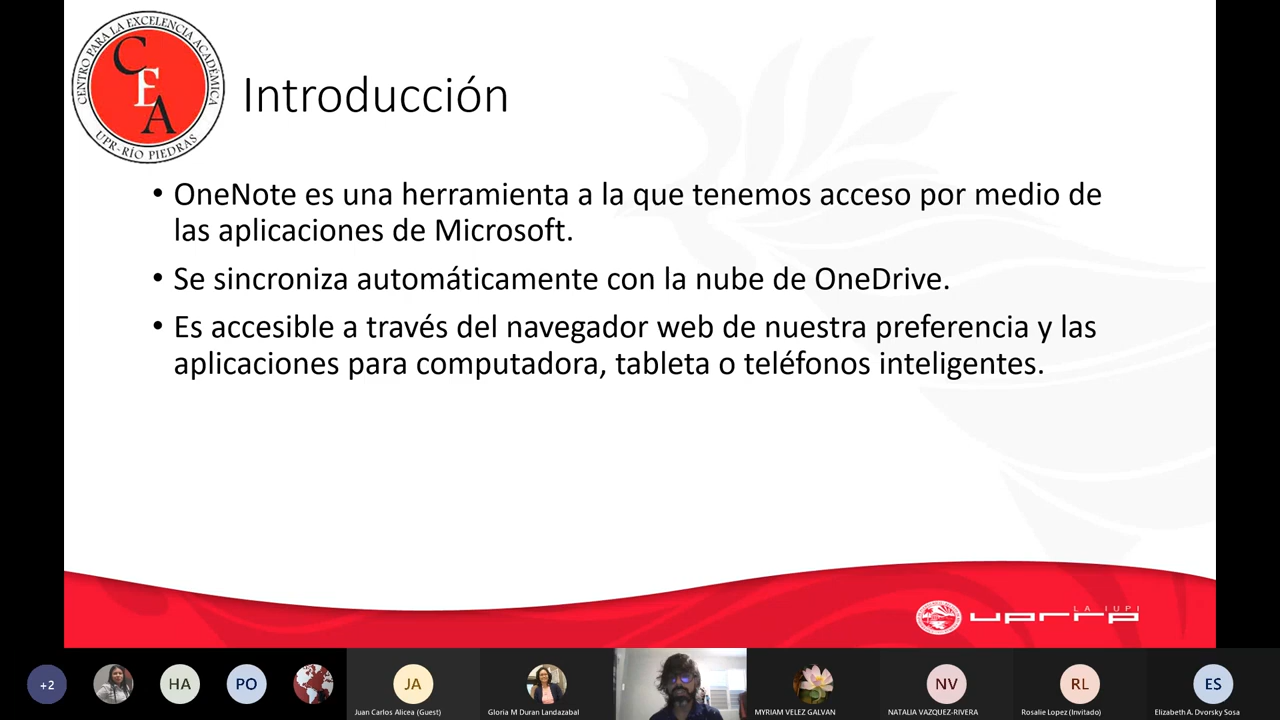 CENTRO PARA LA EXCELENCIA ACADÉMICA
CEA
UPR-RÍO PIEDRAS
Introducción
• OneNote es una herramienta a la que tenemos acceso por medio de
las aplicaciones de Microsoft.
• Se sincroniza automáticamente con la nube de OneDrive.
• Es accesible a través del navegador web de nuestra preferencia y las
aplicaciones para computadora, tableta o teléfonos inteligentes.
LA IUPI
uprrp
+2
HA
PO
JA
NV
RL
ES
Juan Carlos Alicea (Guest)
Gloria M Duran Landazabal
MYRIAM VELEZ GALVAN
NATALIA VAZQUEZ-RIVERA
Rosalie Lopez (Invitado)
Elizabeth A. Dvorsky Sosa